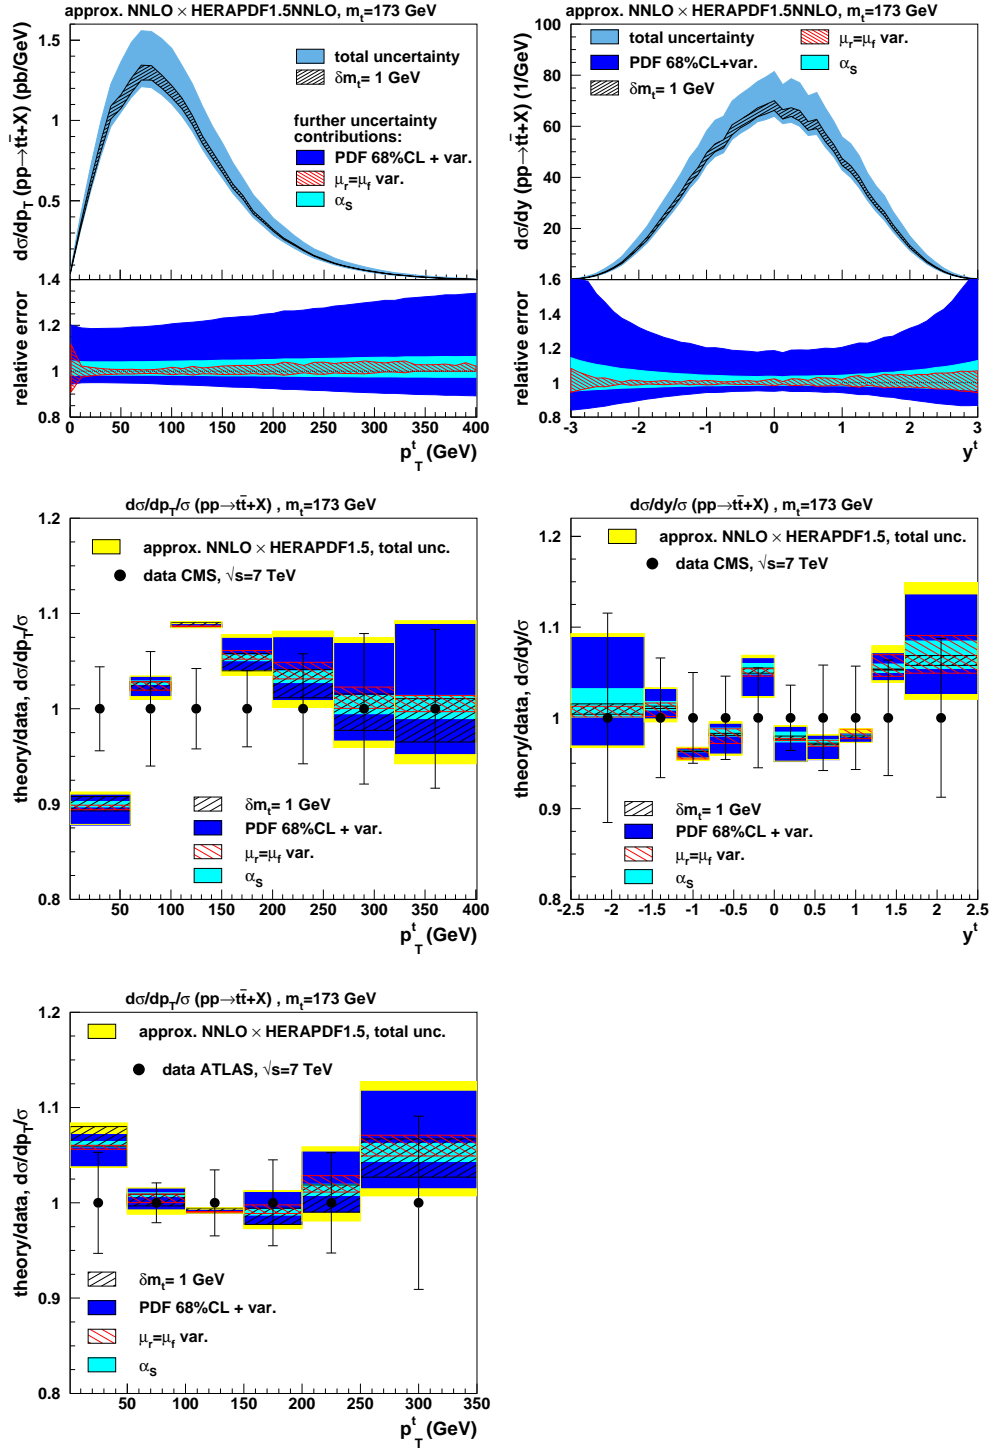 approx. NNLO × HERAPDF1.5NNLO, m_t=173 GeV
dσ/dp_T (pp→tt̄+X) (pb/GeV)
1.5
1
0.5
total uncertainty
δm_t= 1 GeV
further uncertainty
contributions:
PDF 68%CL + var.
μ_r=μ_f var.
α_S
relative error
1.4
1.2
1
0.8
0 50 100 150 200 250 300 350 400
p_T^t (GeV)
approx. NNLO × HERAPDF1.5NNLO, m_t=173 GeV
dσ/dy (pp→tt̄+X) (1/GeV)
100
80
60
40
20
total uncertainty
PDF 68%CL+var.
δm_t= 1 GeV
μ_r=μ_f var.
α_S
relative error
1.6
1.4
1.2
1
0.8
-3 -2 -1 0 1 2 3
y^t
dσ/dp_T/σ (pp→tt̄+X) , m_t=173 GeV
theory/data, dσ/dp_T/σ
1.2
1.1
1
0.9
0.8
approx. NNLO × HERAPDF1.5, total unc.
data CMS, √s=7 TeV
δm_t= 1 GeV
PDF 68%CL + var.
μ_r=μ_f var.
α_S
50 100 150 200 250 300 350 400
p_T^t (GeV)
dσ/dy/σ (pp→tt̄+X) , m_t=173 GeV
theory/data, dσ/dy/σ
1.2
1.1
1
0.9
0.8
approx. NNLO × HERAPDF1.5, total unc.
data CMS, √s=7 TeV
δm_t= 1 GeV
PDF 68%CL + var.
μ_r=μ_f var.
α_S
-2.5 -2 -1.5 -1 -0.5 0 0.5 1 1.5 2 2.5
y^t
dσ/dp_T/σ (pp→tt̄+X) , m_t=173 GeV
theory/data, dσ/dp_T/σ
1.2
1.1
1
0.9
0.8
approx. NNLO × HERAPDF1.5, total unc.
data ATLAS, √s=7 TeV
δm_t= 1 GeV
PDF 68%CL + var.
μ_r=μ_f var.
α_S
50 100 150 200 250 300 350
p_T^t (GeV)